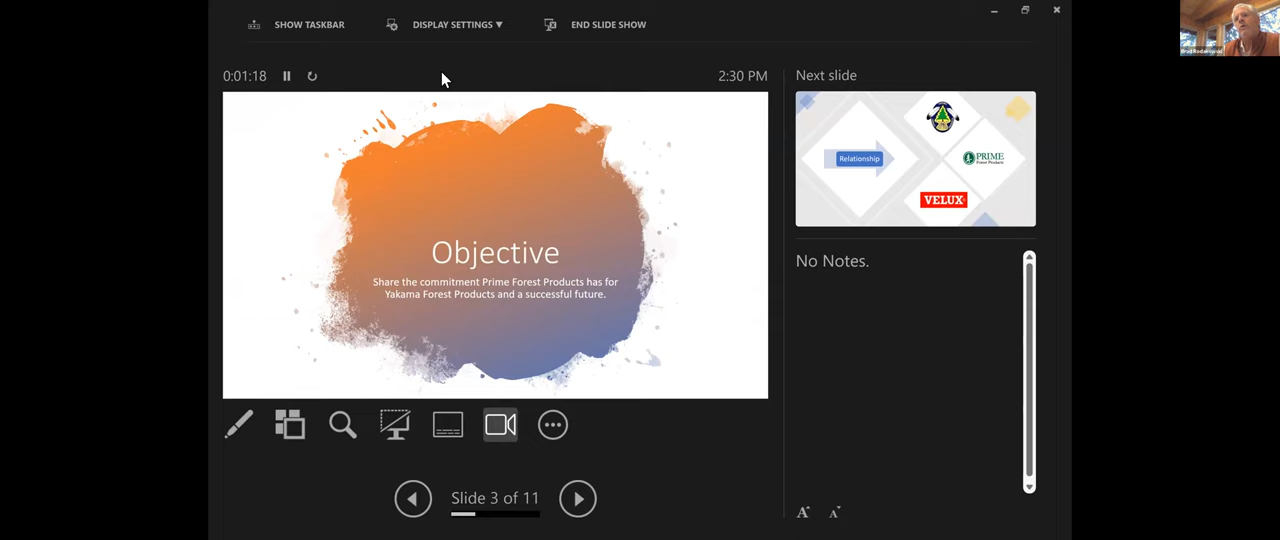 SHOW TASKBAR
DISPLAY SETTINGS ▼
END SLIDE SHOW
0:01:18
2:30 PM
Next slide
Objective
Share the commitment Prime Forest Products has for
Yakama Forest Products and a successful future.
Relationship
PRIME
Forest Products
VELUX
No Notes.
Slide 3 of 11
A A